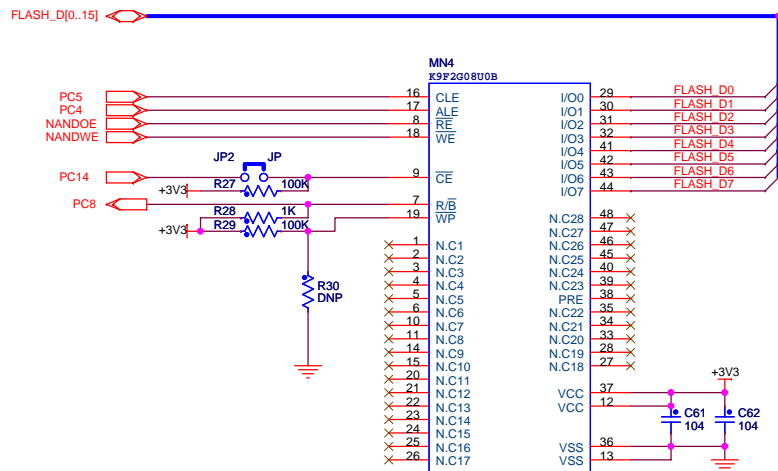 FLASH_D[0..15]
MN4
K9F2G08U0B
PC5 16 CLE I/O0 29 FLASH_D0
PC4 17 ALE I/O1 30 FLASH_D1
NANDOE 8 RE I/O2 31 FLASH_D2
NANDWE 18 WE I/O3 32 FLASH_D3
I/O4 41 FLASH_D4
JP2 JP I/O5 42 FLASH_D5
PC14 9 CE I/O6 43 FLASH_D6
+3V3 R27 100K I/O7 44 FLASH_D7
PC8 7 R/B
R28 1K 19 WP N.C28 48
+3V3 R29 100K N.C27 47
1 N.C1 N.C26 46
2 N.C2 N.C25 45
3 N.C3 N.C24 40
4 N.C4 N.C23 39
R30 5 N.C5 PRE 38
DNP 6 N.C6 N.C22 35
10 N.C7 N.C21 34
11 N.C8 N.C20 33
14 N.C9 N.C19 28
15 N.C10 N.C18 27
20 N.C11 +3V3
21 N.C12 VCC 37
22 N.C13 VCC 12
23 N.C14 C61 C62
24 N.C15 104 104
25 N.C16 VSS 36
26 N.C17 VSS 13